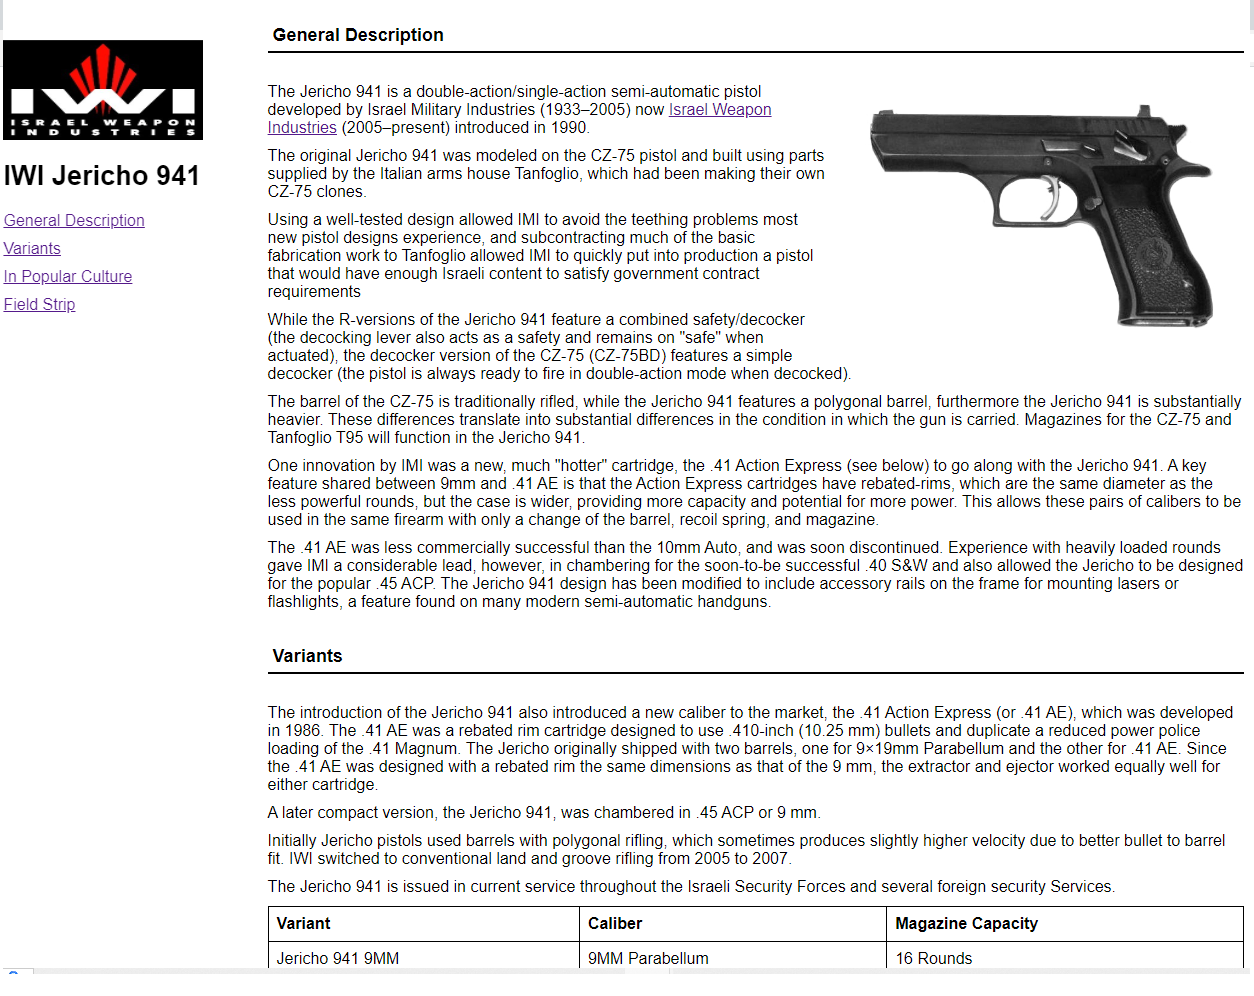 ISRAEL WEAPON
INDUSTRIES
IWI Jericho 941
General Description
Variants
In Popular Culture
Field Strip
General Description
The Jericho 941 is a double-action/single-action semi-automatic pistol
developed by Israel Military Industries (1933–2005) now Israel Weapon
Industries (2005–present) introduced in 1990.
The original Jericho 941 was modeled on the CZ-75 pistol and built using parts
supplied by the Italian arms house Tanfoglio, which had been making their own
CZ-75 clones.
Using a well-tested design allowed IMI to avoid the teething problems most
new pistol designs experience, and subcontracting much of the basic
fabrication work to Tanfoglio allowed IMI to quickly put into production a pistol
that would have enough Israeli content to satisfy government contract
requirements
While the R-versions of the Jericho 941 feature a combined safety/decocker
(the decocking lever also acts as a safety and remains on "safe" when
actuated), the decocker version of the CZ-75 (CZ-75BD) features a simple
decocker (the pistol is always ready to fire in double-action mode when decocked).
The barrel of the CZ-75 is traditionally rifled, while the Jericho 941 features a polygonal barrel, furthermore the Jericho 941 is substantially
heavier. These differences translate into substantial differences in the condition in which the gun is carried. Magazines for the CZ-75 and
Tanfoglio T95 will function in the Jericho 941.
One innovation by IMI was a new, much "hotter" cartridge, the .41 Action Express (see below) to go along with the Jericho 941. A key
feature shared between 9mm and .41 AE is that the Action Express cartridges have rebated-rims, which are the same diameter as the
less powerful rounds, but the case is wider, providing more capacity and potential for more power. This allows these pairs of calibers to be
used in the same firearm with only a change of the barrel, recoil spring, and magazine.
The .41 AE was less commercially successful than the 10mm Auto, and was soon discontinued. Experience with heavily loaded rounds
gave IMI a considerable lead, however, in chambering for the soon-to-be successful .40 S&W and also allowed the Jericho to be designed
for the popular .45 ACP. The Jericho 941 design has been modified to include accessory rails on the frame for mounting lasers or
flashlights, a feature found on many modern semi-automatic handguns.
Variants
The introduction of the Jericho 941 also introduced a new caliber to the market, the .41 Action Express (or .41 AE), which was developed
in 1986. The .41 AE was a rebated rim cartridge designed to use .410-inch (10.25 mm) bullets and duplicate a reduced power police
loading of the .41 Magnum. The Jericho originally shipped with two barrels, one for 9×19mm Parabellum and the other for .41 AE. Since
the .41 AE was designed with a rebated rim the same dimensions as that of the 9 mm, the extractor and ejector worked equally well for
either cartridge.
A later compact version, the Jericho 941, was chambered in .45 ACP or 9 mm.
Initially Jericho pistols used barrels with polygonal rifling, which sometimes produces slightly higher velocity due to better bullet to barrel
fit. IWI switched to conventional land and groove rifling from 2005 to 2007.
The Jericho 941 is issued in current service throughout the Israeli Security Forces and several foreign security Services.
Variant Caliber Magazine Capacity
Jericho 941 9MM 9MM Parabellum 16 Rounds